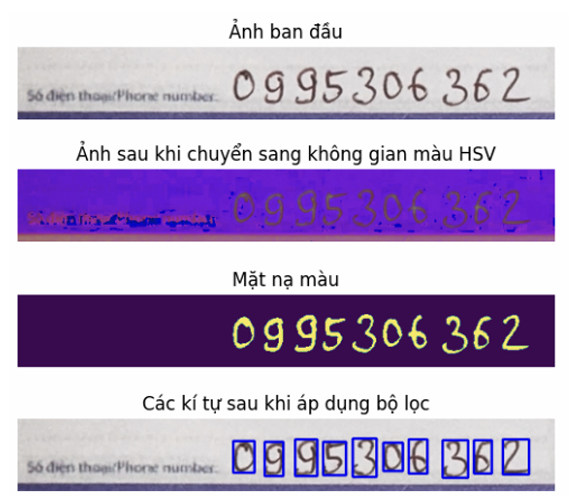 Ảnh ban đầu
Số điện thoại/Phone number: 0995306362
Ảnh sau khi chuyển sang không gian màu HSV
0995306362
Mặt nạ màu
0995306362
Các kí tự sau khi áp dụng bộ lọc
Số điện thoại/Phone number: 0995306362